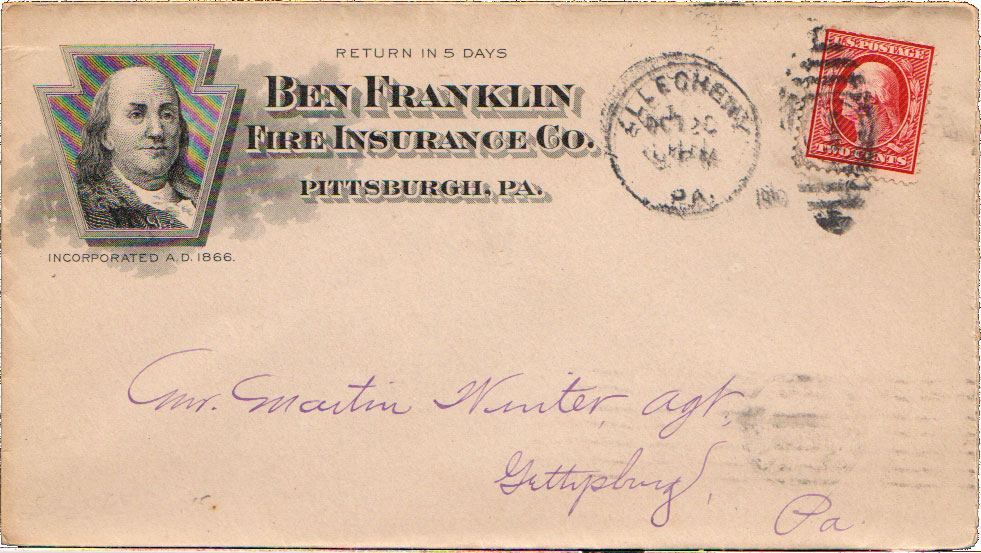 RETURN IN 5 DAYS
BEN FRANKLIN
FIRE INSURANCE CO.
PITTSBURGH, PA.
INCORPORATED A.D. 1866.
ALLEGHENY
PA.
U.S. POSTAGE
TWO CENTS
Mr. Martin Winter, Agt,
Gettysburg,
Pa.